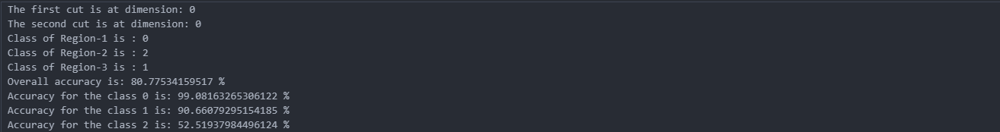 The first cut is at dimension: 0
The second cut is at dimension: 0
Class of Region-1 is : 0
Class of Region-2 is : 2
Class of Region-3 is : 1
Overall accuracy is: 80.77534159517 %
Accuracy for the class 0 is: 99.08163265306122 %
Accuracy for the class 1 is: 90.66079295154185 %
Accuracy for the class 2 is: 52.51937984496124 %